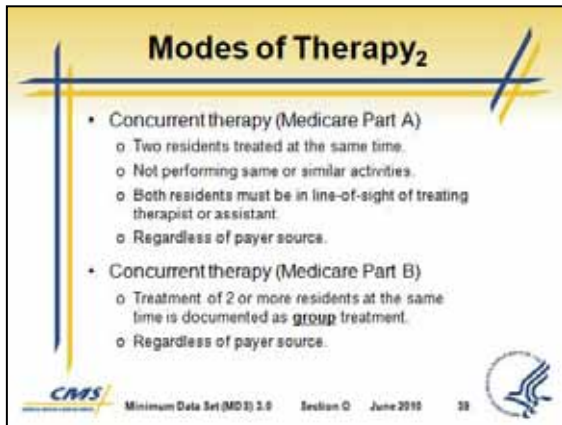 Modes of Therapy2
• Concurrent therapy (Medicare Part A)
o Two residents treated at the same time.
o Not performing same or similar activities.
o Both residents must be in line-of-sight of treating
therapist or assistant.
o Regardless of payer source.
• Concurrent therapy (Medicare Part B)
o Treatment of 2 or more residents at the same
time is documented as group treatment.
o Regardless of payer source.
CMS
Minimum Data Set (MDS) 3.0 Section O June 2010 39